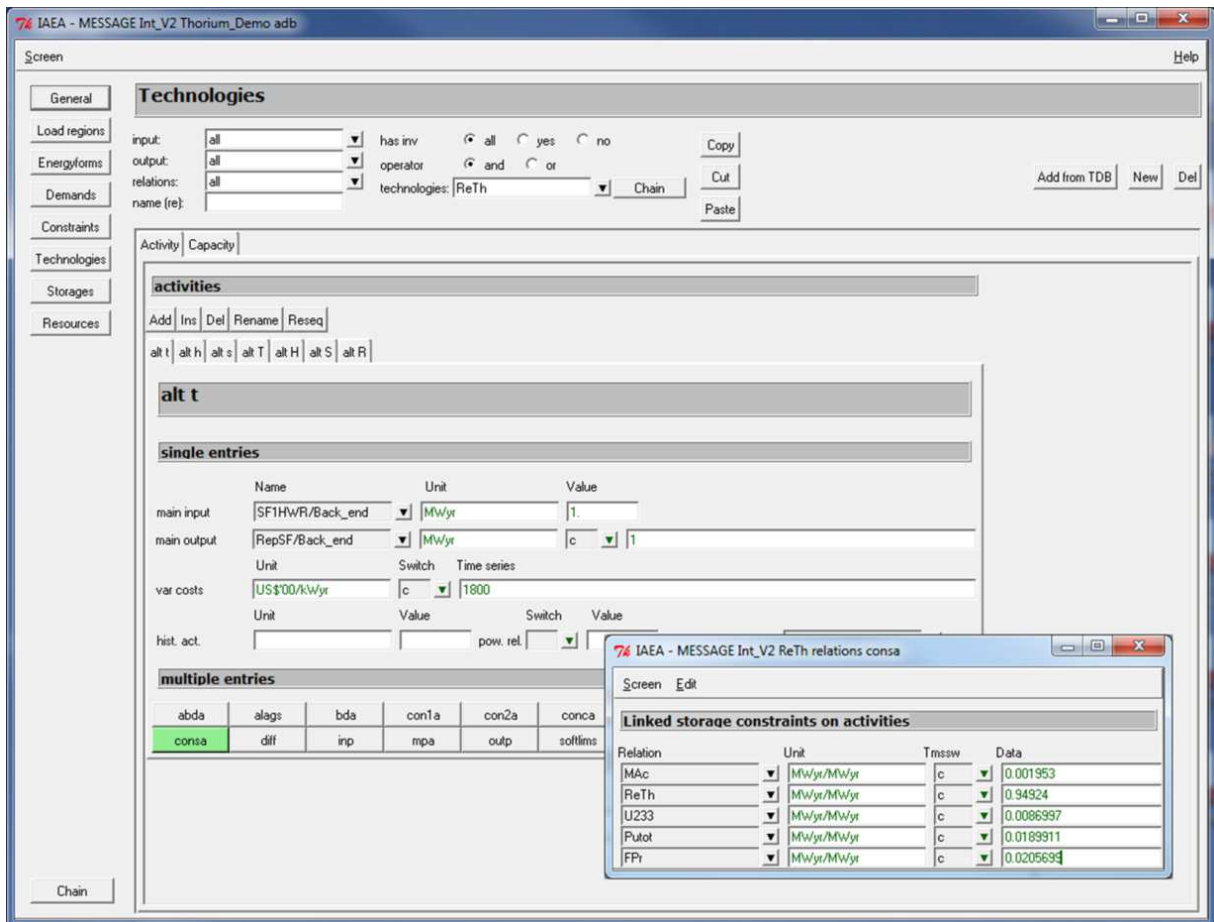 IAEA - MESSAGE Int_V2 Thorium_Demo adb
Screen Help
General
Load regions
Energyforms
Demands
Constraints
Technologies
Storages
Resources
Chain
Technologies
input: all has inv all yes no Copy
output: all operator and or Cut Add from TDB New Del
relations: all technologies: ReTh Chain
name (re): Paste
Activity Capacity
activities
Add Ins Del Rename Reseq
alt t alt h alt s alt T alt H alt S alt R
alt t
single entries
Name Unit Value
main input SF1HWR/Back_end MWyr 1.
main output RepSF/Back_end MWyr c 1
Unit Switch Time series
var costs US$'00/kWyr c 1800
Unit Value Switch Value
hist. act. pow. rel.
multiple entries
abda alags bda con1a con2a conca
consa diff inp mpa outp softlims
IAEA - MESSAGE Int_V2 ReTh relations consa
Screen Edit
Linked storage constraints on activities
Relation Unit Tmssw Data
MAc MWyr/MWyr c 0.001953
ReTh MWyr/MWyr c 0.94924
U233 MWyr/MWyr c 0.0086997
Putot MWyr/MWyr c 0.0189911
FPr MWyr/MWyr c 0.0205699